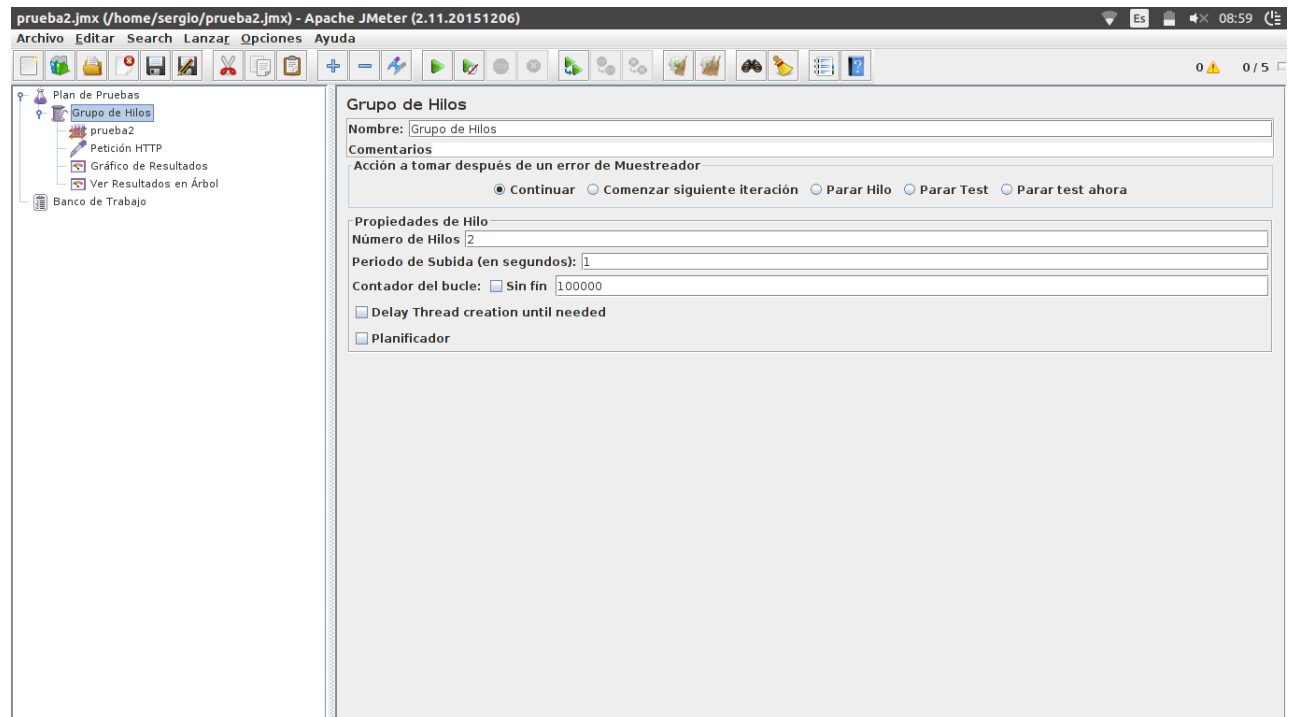 prueba2.jmx (/home/sergio/prueba2.jmx) - Apache JMeter (2.11.20151206) Es 08:59
Archivo Editar Search Lanzar Opciones Ayuda
0 0 / 5
Plan de Pruebas
Grupo de Hilos
prueba2
Petición HTTP
Gráfico de Resultados
Ver Resultados en Árbol
Banco de Trabajo
Grupo de Hilos
Nombre: Grupo de Hilos
Comentarios
Acción a tomar después de un error de Muestreador
Continuar Comenzar siguiente iteración Parar Hilo Parar Test Parar test ahora
Propiedades de Hilo
Número de Hilos 2
Periodo de Subida (en segundos): 1
Contador del bucle: Sin fín 100000
Delay Thread creation until needed
Planificador